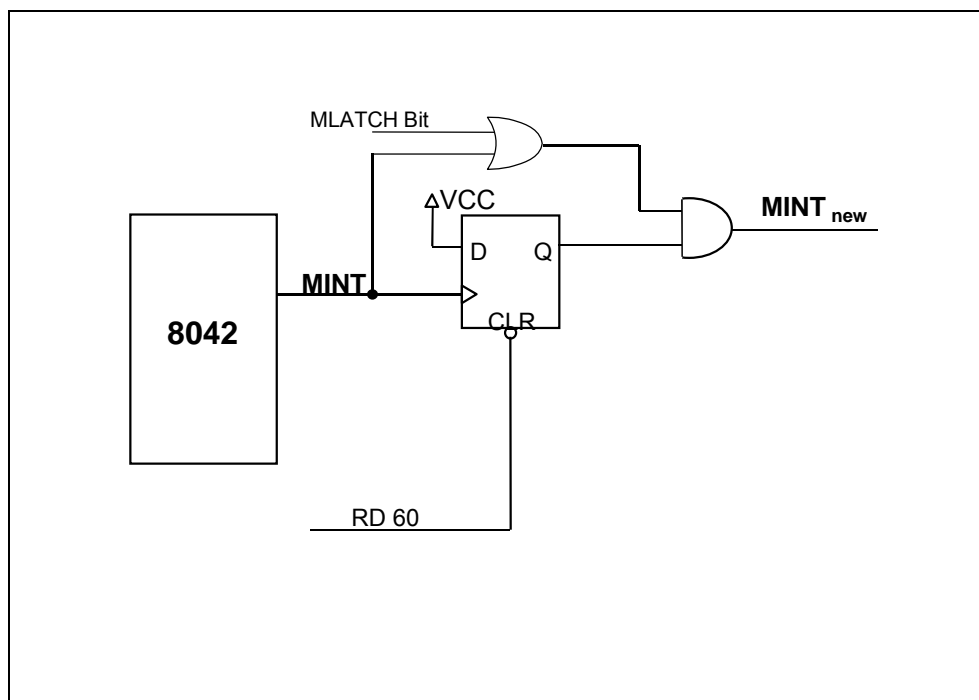 MLATCH Bit
VCC
MINT new
D Q
MINT
CLR
8042
RD 60